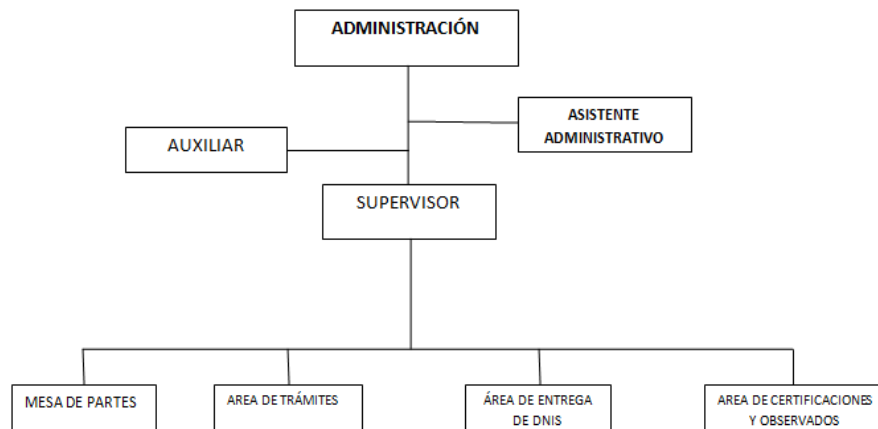 ADMINISTRACIÓN
ASISTENTE
ADMINISTRATIVO
AUXILIAR
SUPERVISOR
MESA DE PARTES
AREA DE TRÁMITES
ÁREA DE ENTREGA
DE DNIS
AREA DE CERTIFICACIONES
Y OBSERVADOS